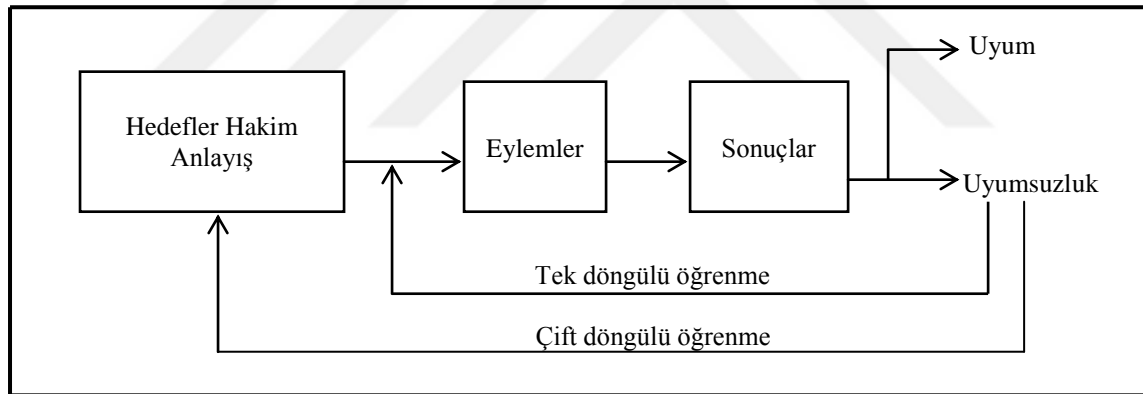 Uyum
Hedefler Hakim
Anlayış
Eylemler
Sonuçlar
Uyumsuzluk
Tek döngülü öğrenme
Çift döngülü öğrenme